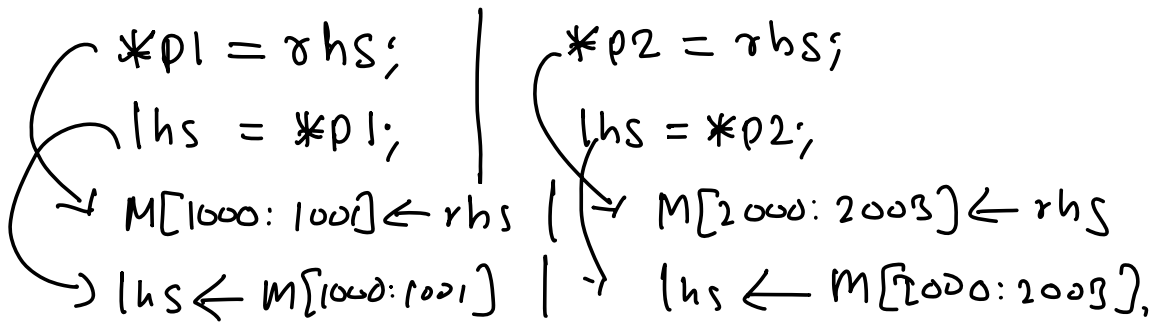 *p1 = rhs; | *p2 = rhs;
lhs = *p1; | lhs = *p2;
M[1000:1001] ← rhs | M[2000:2003] ← rhs
lhs ← M[1000:1001] | lhs ← M[2000:2003],